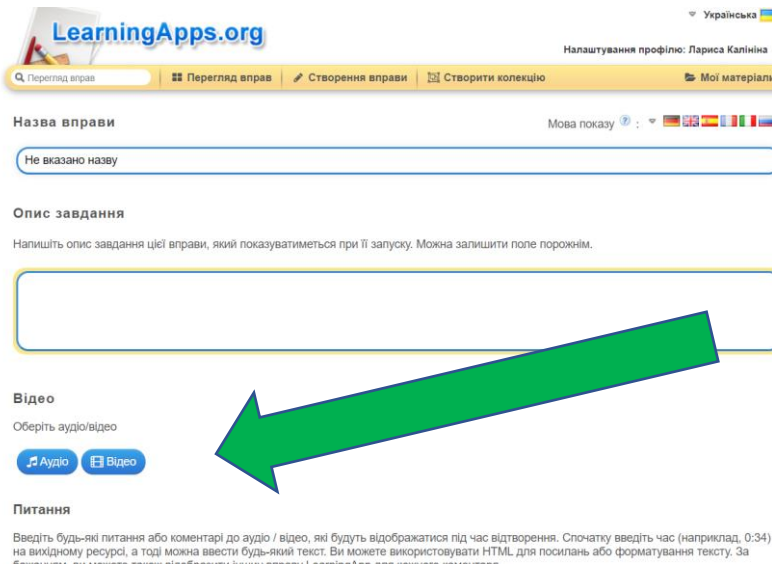 Українська
LearningApps.org
Налаштування профілю: Лариса Калініна
Перегляд вправ
Перегляд вправ
Створення вправи
Створити колекцію
Мої матеріали
Назва вправи
Мова показу ? :
Не вказано назву
Опис завдання
Напишіть опис завдання цієї вправи, який показуватиметься при її запуску. Можна залишити поле порожнім.
Відео
Оберіть аудіо/відео
Аудіо
Відео
Питання
Введіть будь-які питання або коментарі до аудіо / відео, які будуть відображатися під час відтворення. Спочатку введіть час (наприклад, 0:34)
на вихідному ресурсі, а тоді можна ввести будь-який текст. Ви можете використовувати HTML для посилань або форматування тексту. За